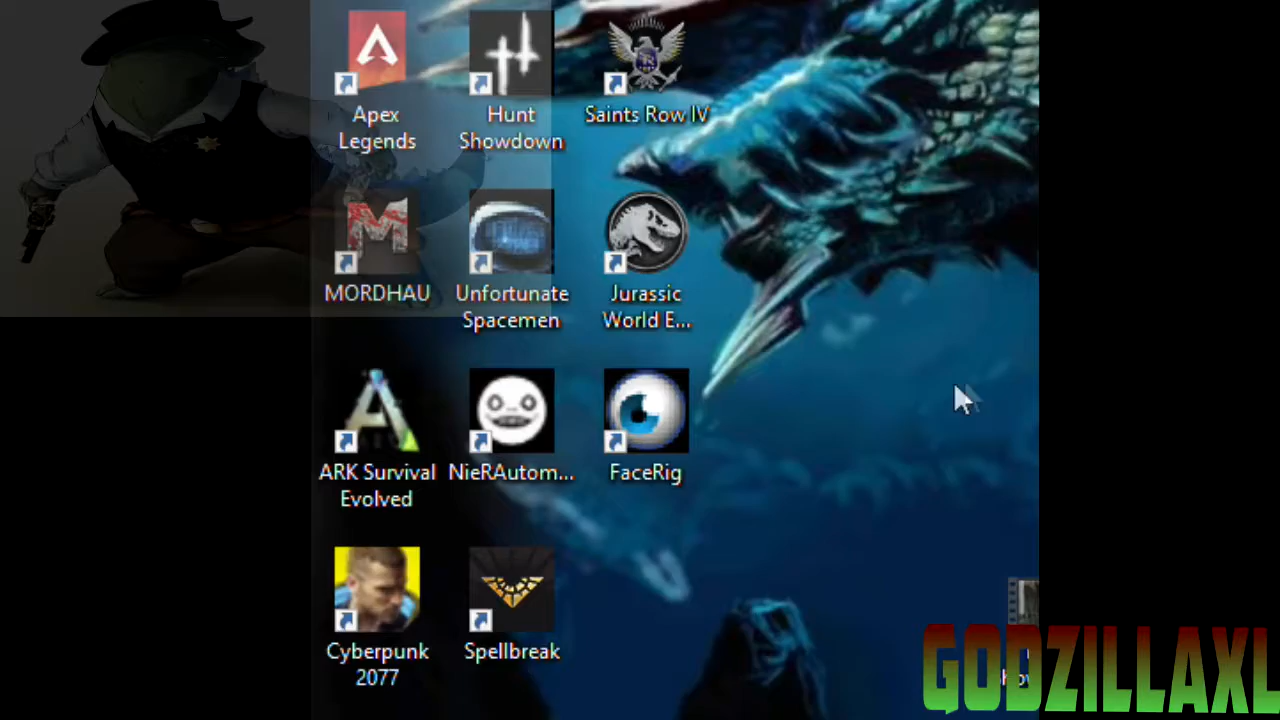 Apex
Legends
Hunt
Showdown
Saints Row IV
MORDHAU
Unfortunate
Spacemen
Jurassic
World E...
ARK Survival
Evolved
NieRAutom...
FaceRig
Cyberpunk
2077
Spellbreak
GODZILLAXL